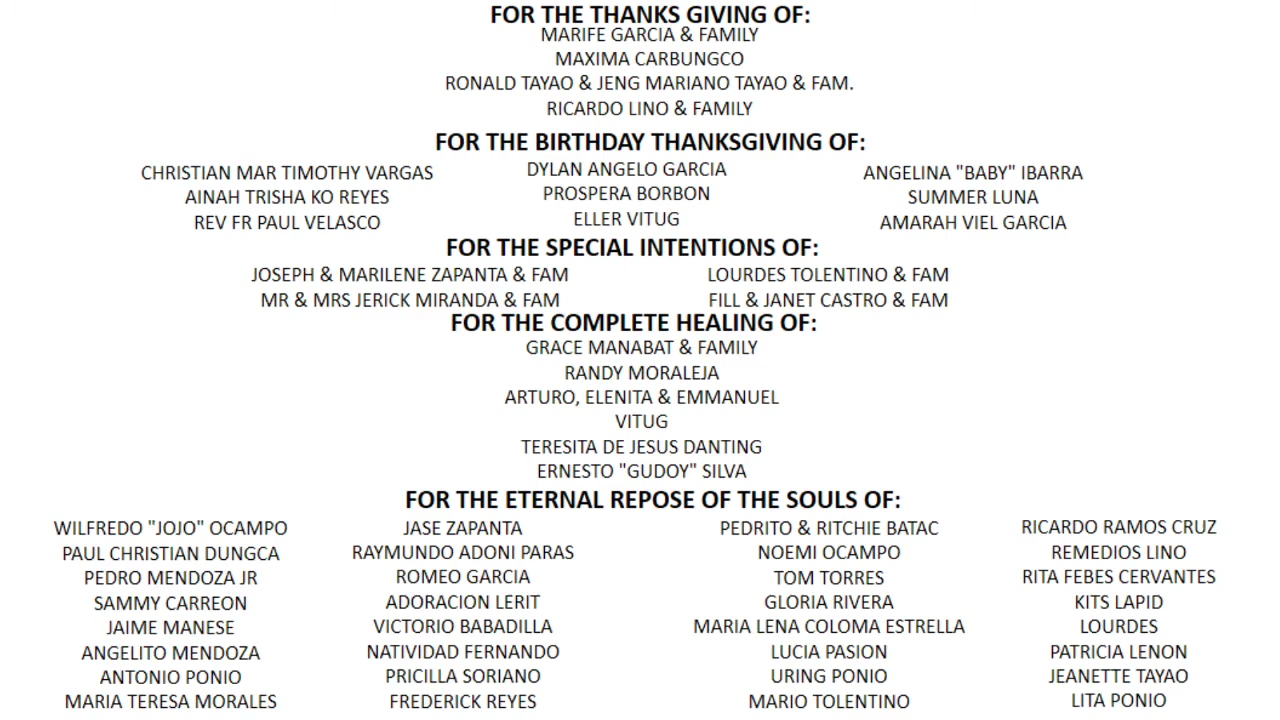 FOR THE THANKS GIVING OF:
MARIFE GARCIA & FAMILY
MAXIMA CARBUNGCO
RONALD TAYAO & JENG MARIANO TAYAO & FAM.
RICARDO LINO & FAMILY
FOR THE BIRTHDAY THANKSGIVING OF:
CHRISTIAN MAR TIMOTHY VARGAS
AINAH TRISHA KO REYES
REV FR PAUL VELASCO
DYLAN ANGELO GARCIA
PROSPERA BORBON
ELLER VITUG
ANGELINA "BABY" IBARRA
SUMMER LUNA
AMARAH VIEL GARCIA
FOR THE SPECIAL INTENTIONS OF:
JOSEPH & MARILENE ZAPANTA & FAM
MR & MRS JERICK MIRANDA & FAM
LOURDES TOLENTINO & FAM
FILL & JANET CASTRO & FAM
FOR THE COMPLETE HEALING OF:
GRACE MANABAT & FAMILY
RANDY MORALEJA
ARTURO, ELENITA & EMMANUEL
VITUG
TERESITA DE JESUS DANTING
ERNESTO "GUDOY" SILVA
FOR THE ETERNAL REPOSE OF THE SOULS OF:
WILFREDO "JOJO" OCAMPO
PAUL CHRISTIAN DUNGCA
PEDRO MENDOZA JR
SAMMY CARREON
JAIME MANESE
ANGELITO MENDOZA
ANTONIO PONIO
MARIA TERESA MORALES
JASE ZAPANTA
RAYMUNDO ADONI PARAS
ROMEO GARCIA
ADORACION LERIT
VICTORIO BABADILLA
NATIVIDAD FERNANDO
PRICILLA SORIANO
FREDERICK REYES
PEDRITO & RITCHIE BATAC
NOEMI OCAMPO
TOM TORRES
GLORIA RIVERA
MARIA LENA COLOMA ESTRELLA
LUCIA PASION
URING PONIO
MARIO TOLENTINO
RICARDO RAMOS CRUZ
REMEDIOS LINO
RITA FEBES CERVANTES
KITS LAPID
LOURDES
PATRICIA LENON
JEANETTE TAYAO
LITA PONIO